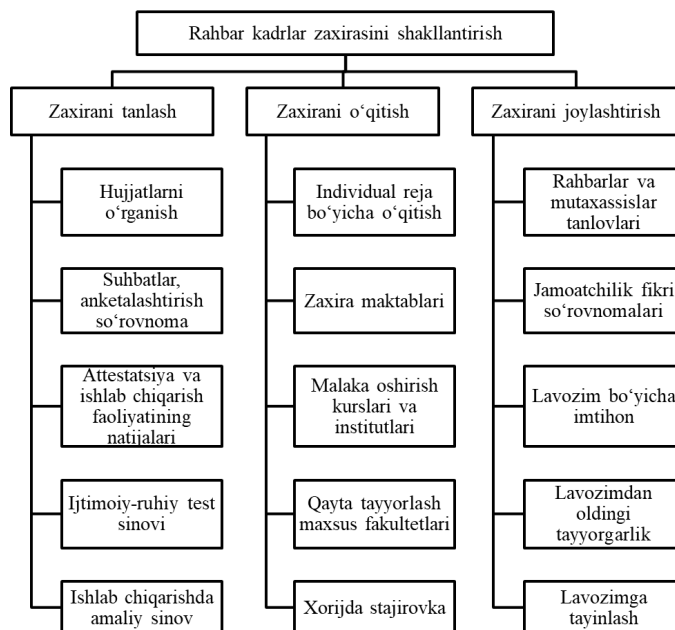 Rahbar kadrlar zaxirasini shakllantirish
Zaxirani tanlash
Hujjatlarni
o‘rganish
Suhbatlar,
anketalashtirish
so‘rovnoma
Attestatsiya va
ishlab chiqarish
faoliyatining
natijalari
Ijtimoiy-ruhiy test
sinovi
Ishlab chiqarishda
amaliy sinov
Zaxirani o‘qitish
Individual reja
bo‘yicha o‘qitish
Zaxira maktablari
Malaka oshirish
kurslari va
institutlari
Qayta tayyorlash
maxsus fakultetlari
Xorijda stajirovka
Zaxirani joylashtirish
Rahbarlar va
mutaxassislar
tanlovlari
Jamoatchilik fikri
so‘rovnomalari
Lavozim bo‘yicha
imtihon
Lavozimdan
oldingi
tayyorgarlik
Lavozimga
tayinlash